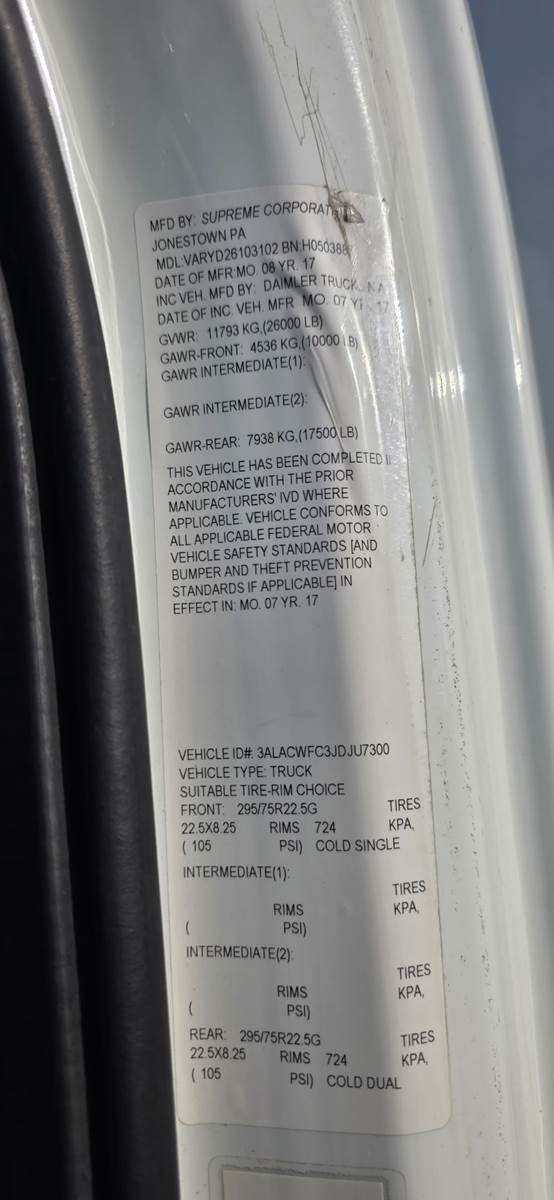 MFD BY: SUPREME CORPORAT
JONESTOWN PA
MDL:VARYD26103102 BN:H050388
DATE OF MFR:MO. 08 YR. 17
INC VEH. MFD BY: DAIMLER TRUCK NA
DATE OF INC. VEH. MFR MO. 07 YR. 17
GVWR: 11793 KG,(26000 LB)
GAWR-FRONT: 4536 KG,(10000 LB)
GAWR INTERMEDIATE(1):
GAWR INTERMEDIATE(2):
GAWR-REAR: 7938 KG,(17500 LB)
THIS VEHICLE HAS BEEN COMPLETED I
ACCORDANCE WITH THE PRIOR
MANUFACTURERS' IVD WHERE
APPLICABLE. VEHICLE CONFORMS TO
ALL APPLICABLE FEDERAL MOTOR
VEHICLE SAFETY STANDARDS [AND
BUMPER AND THEFT PREVENTION
STANDARDS IF APPLICABLE] IN
EFFECT IN: MO. 07 YR. 17
VEHICLE ID#: 3ALACWFC3JDJU7300
VEHICLE TYPE: TRUCK
SUITABLE TIRE-RIM CHOICE
FRONT: 295/75R22.5G TIRES
22.5X8.25 RIMS 724 KPA,
( 105 PSI) COLD SINGLE
INTERMEDIATE(1):
TIRES
RIMS KPA,
( PSI)
INTERMEDIATE(2):
TIRES
RIMS KPA,
( PSI)
REAR: 295/75R22.5G TIRES
22.5X8.25 RIMS 724 KPA,
( 105 PSI) COLD DUAL